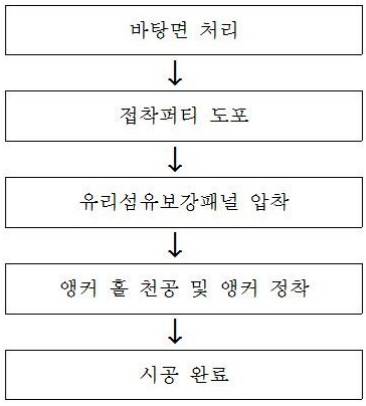 바탕면 처리
↓
접착퍼티 도포
↓
유리섬유보강패널 압착
↓
앵커 홀 천공 및 앵커 정착
↓
시공 완료